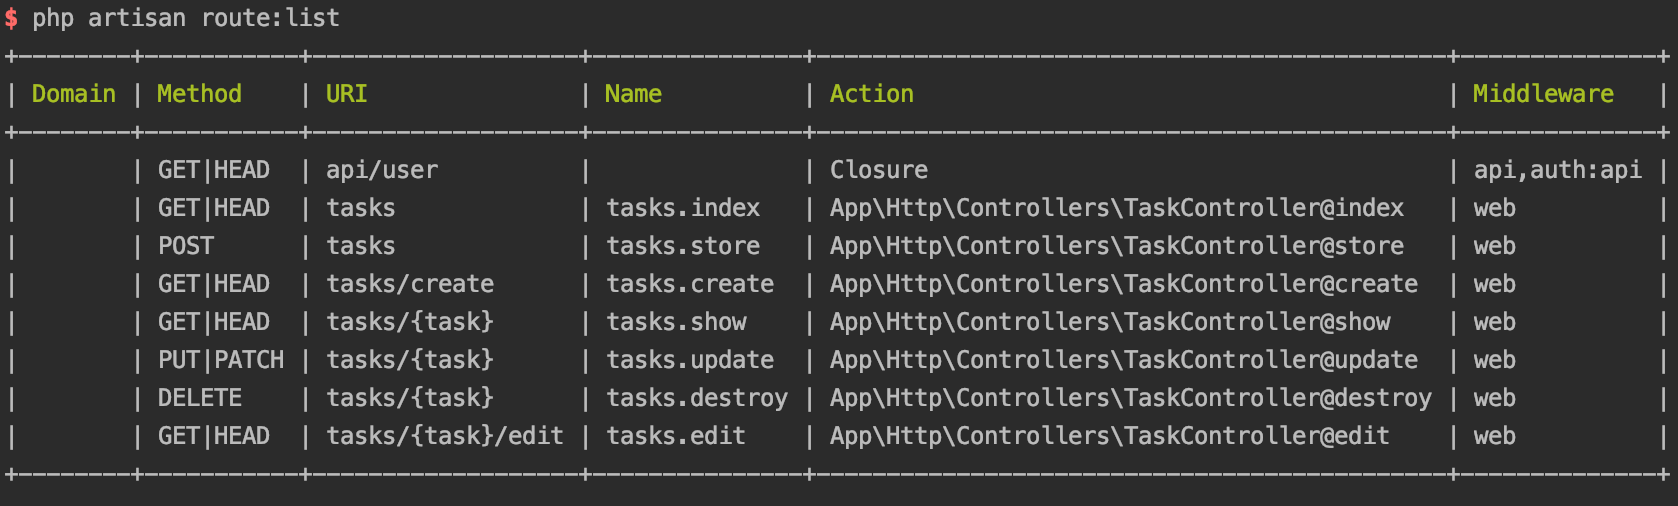 $ php artisan route:list
+--------+-----------+-------------------+---------------+---------------------------------------------+--------------+
| Domain | Method    | URI               | Name          | Action                                      | Middleware   |
+--------+-----------+-------------------+---------------+---------------------------------------------+--------------+
|        | GET|HEAD  | api/user          |               | Closure                                     | api,auth:api |
|        | GET|HEAD  | tasks             | tasks.index   | App\Http\Controllers\TaskController@index   | web          |
|        | POST      | tasks             | tasks.store   | App\Http\Controllers\TaskController@store   | web          |
|        | GET|HEAD  | tasks/create      | tasks.create  | App\Http\Controllers\TaskController@create  | web          |
|        | GET|HEAD  | tasks/{task}      | tasks.show    | App\Http\Controllers\TaskController@show    | web          |
|        | PUT|PATCH | tasks/{task}      | tasks.update  | App\Http\Controllers\TaskController@update  | web          |
|        | DELETE    | tasks/{task}      | tasks.destroy | App\Http\Controllers\TaskController@destroy | web          |
|        | GET|HEAD  | tasks/{task}/edit | tasks.edit    | App\Http\Controllers\TaskController@edit    | web          |
+--------+-----------+-------------------+---------------+---------------------------------------------+--------------+